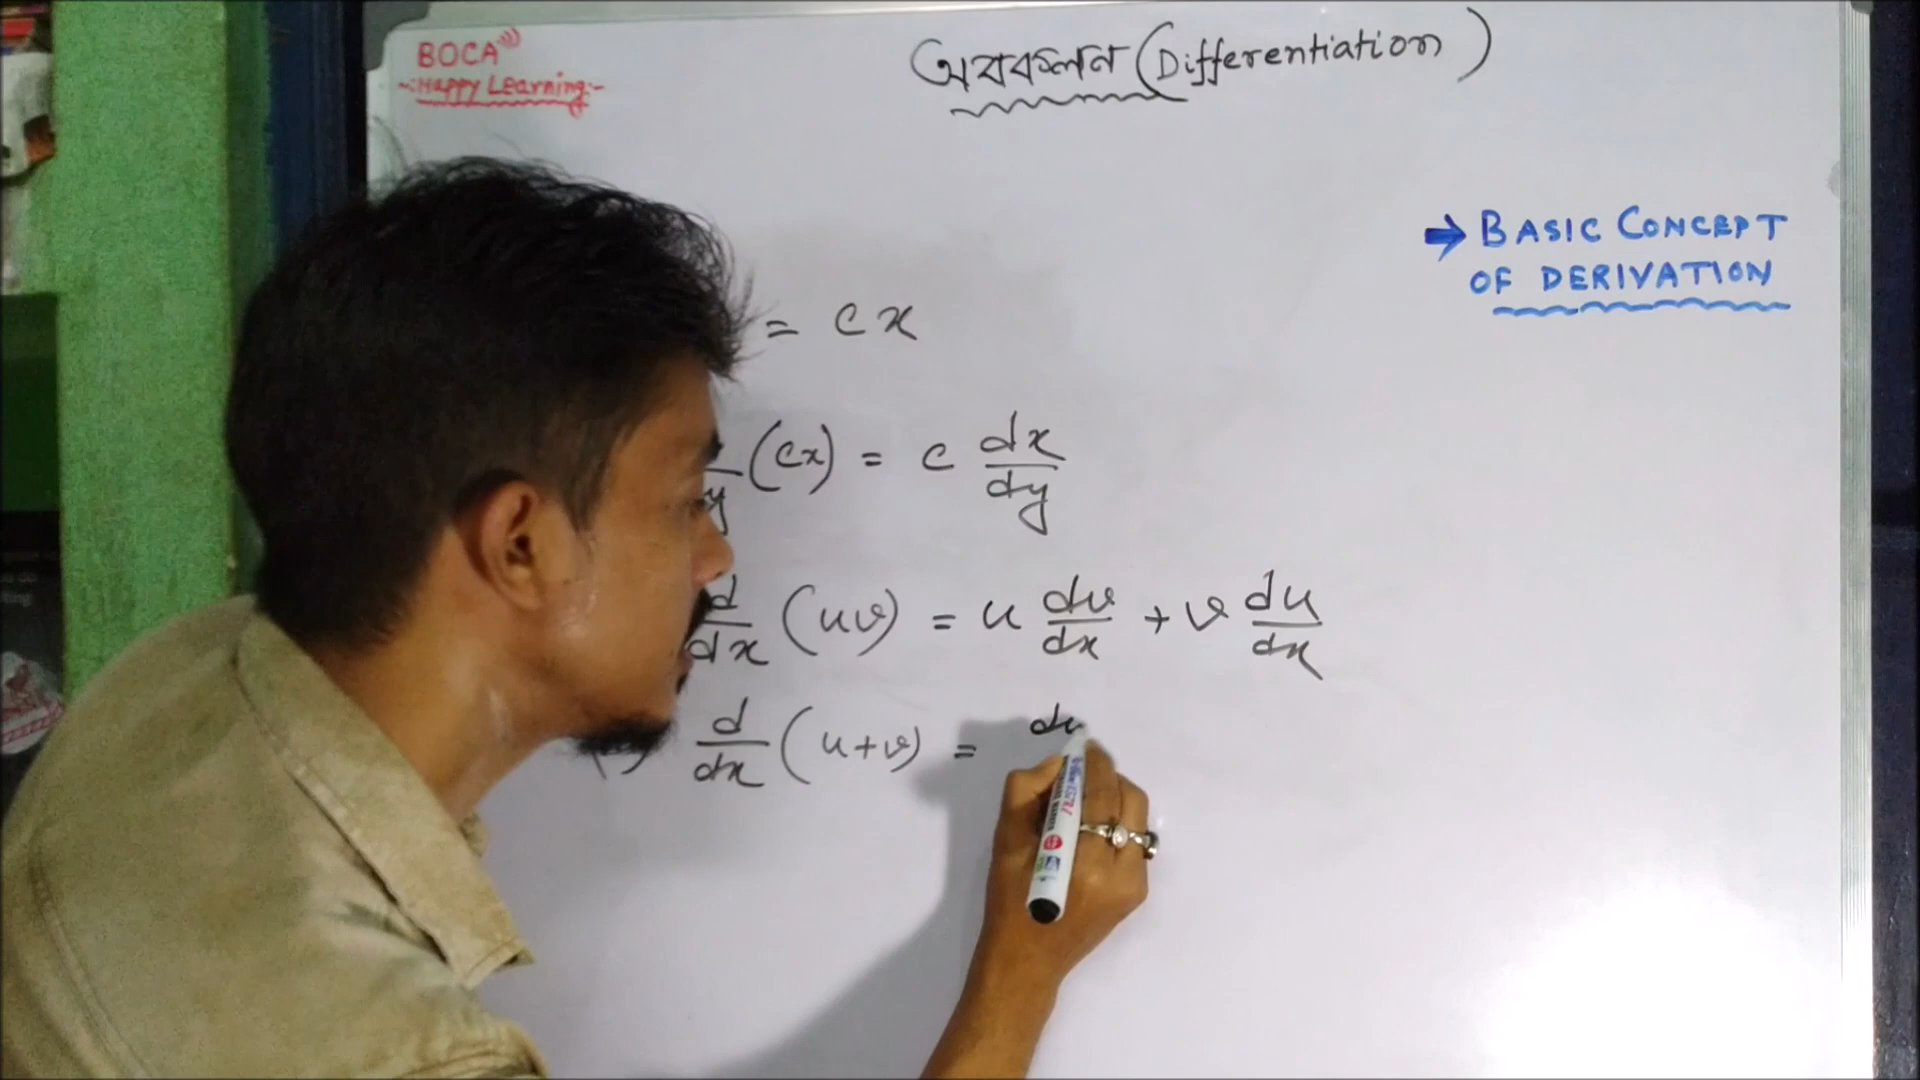 BOCA
Happy Learning
অবকলন (Differentiation)
→ BASIC CONCEPT
OF DERIVATION
= cx
(cx) = c dx/dy
d/dx (uv) = u dv/dx + v du/dx
d/dx (u+v) = du